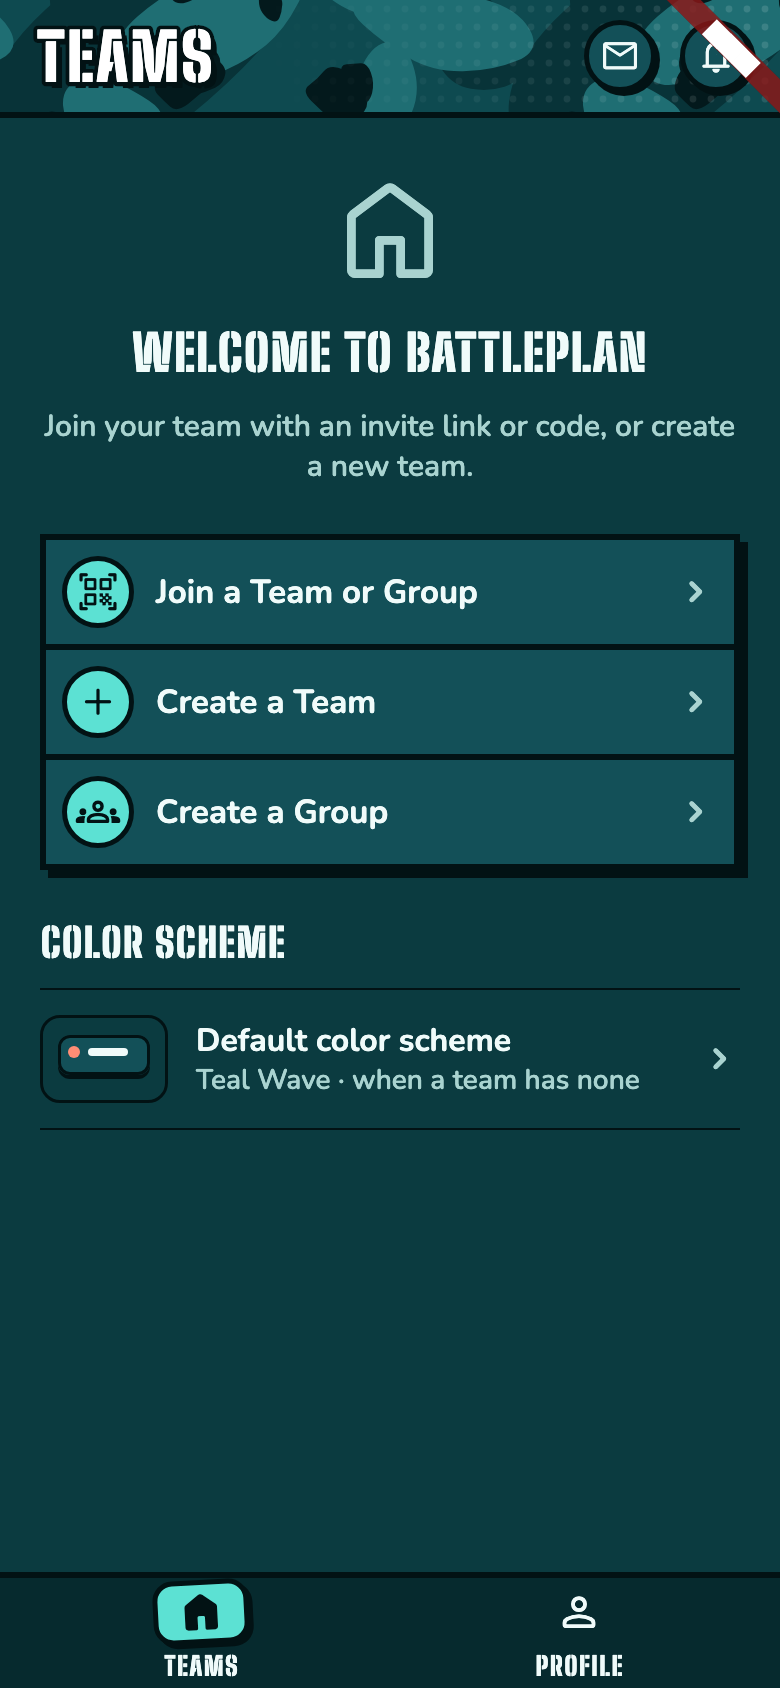 TEAMS
WELCOME TO BATTLEPLAN
Join your team with an invite link or code, or create
a new team.
Join a Team or Group
Create a Team
Create a Group
COLOR SCHEME
Default color scheme
Teal Wave · when a team has none
TEAMS
PROFILE